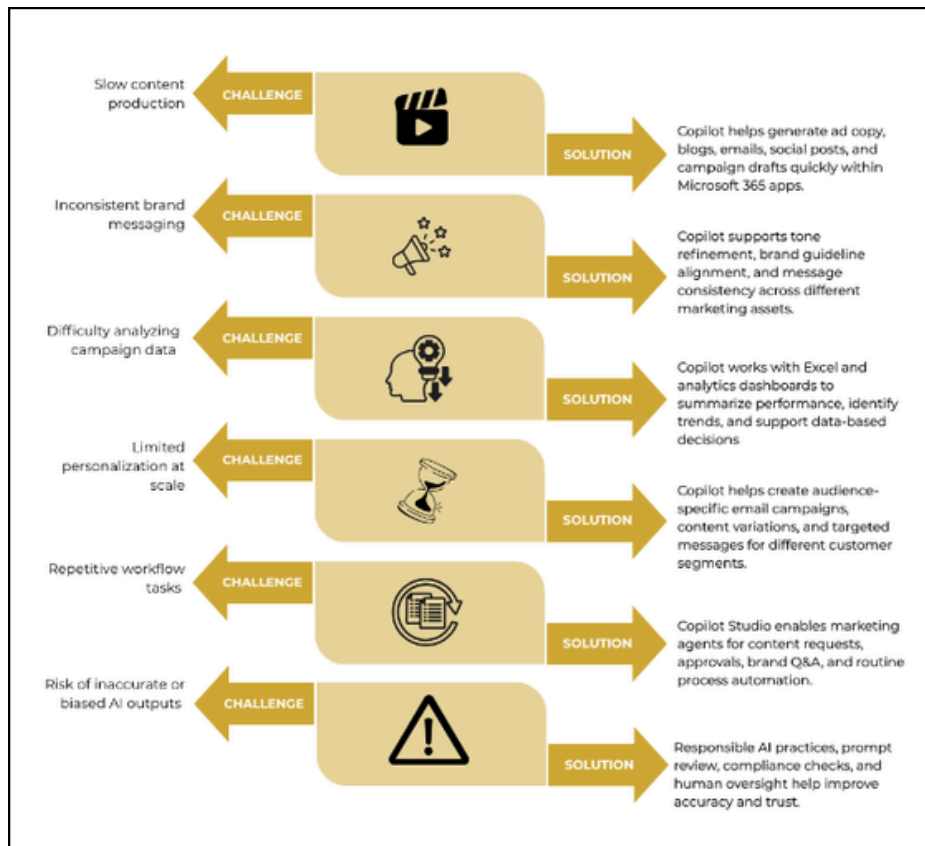 Slow content
production
CHALLENGE
SOLUTION
Copilot helps generate ad copy,
blogs, emails, social posts, and
campaign drafts quickly within
Microsoft 365 apps.
Inconsistent brand
messaging
CHALLENGE
SOLUTION
Copilot supports tone
refinement, brand guideline
alignment, and message
consistency across different
marketing assets.
Difficulty analyzing
campaign data
CHALLENGE
SOLUTION
Copilot works with Excel and
analytics dashboards to
summarize performance, identify
trends, and support data-based
decisions
Limited
personalization at
scale
CHALLENGE
SOLUTION
Copilot helps create audience-
specific email campaigns,
content variations, and targeted
messages for different customer
segments.
Repetitive workflow
tasks
CHALLENGE
SOLUTION
Copilot Studio enables marketing
agents for content requests,
approvals, brand Q&A, and routine
process automation.
Risk of inaccurate or
biased AI outputs
CHALLENGE
SOLUTION
Responsible AI practices, prompt
review, compliance checks, and
human oversight help improve
accuracy and trust.